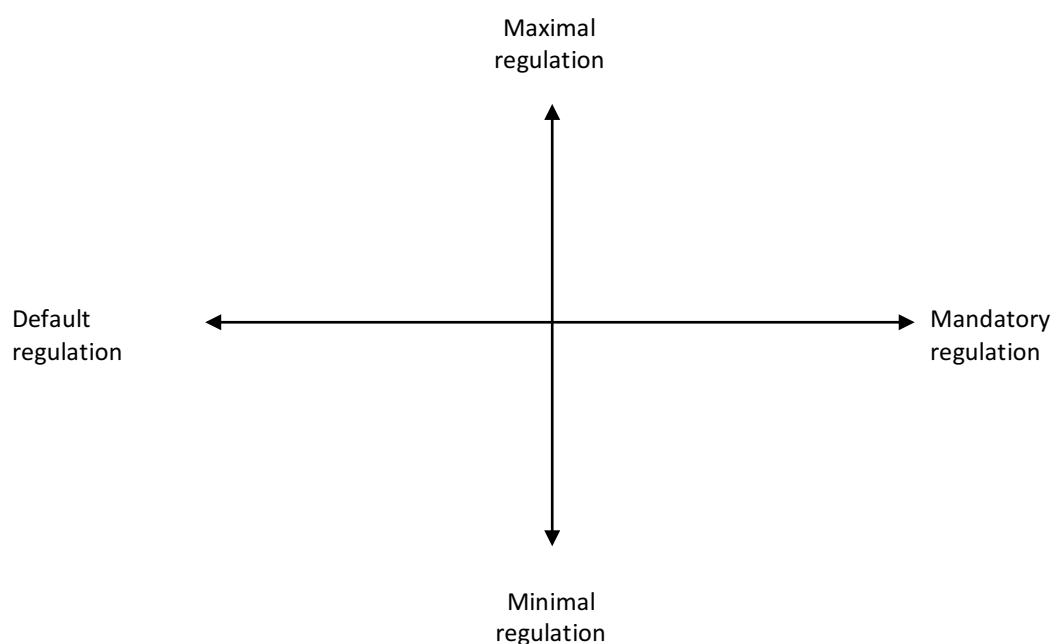 Maximal
regulation
Default
regulation
Mandatory
regulation
Minimal
regulation